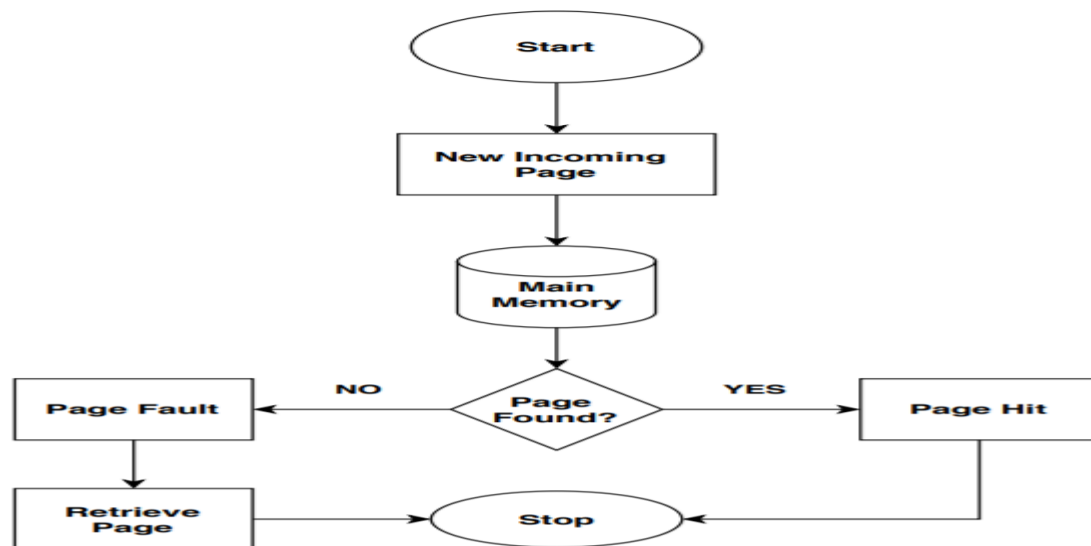 Start
New Incoming
Page
Main
Memory
NO
YES
Page Fault
Page
Found?
Page Hit
Retrieve
Page
Stop